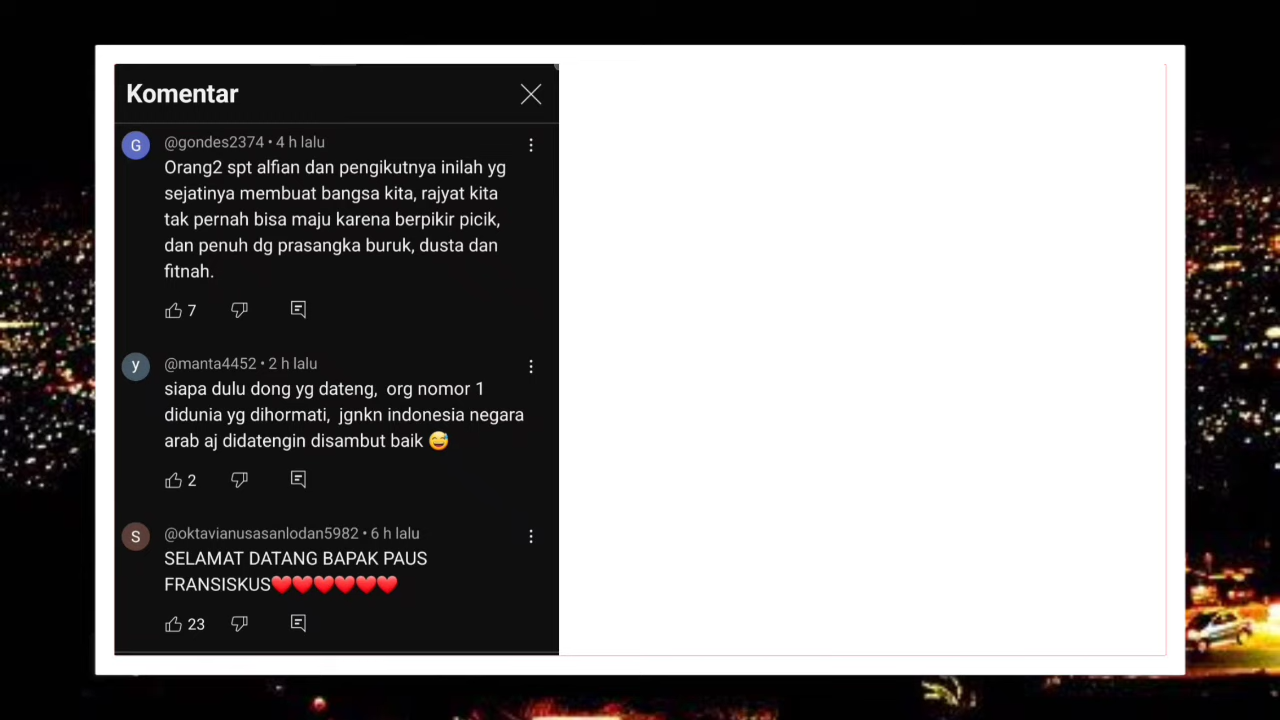 Komentar
G
@gondes2374 • 4 h lalu
Orang2 spt alfian dan pengikutnya inilah yg
sejatinya membuat bangsa kita, rajyat kita
tak pernah bisa maju karena berpikir picik,
dan penuh dg prasangka buruk, dusta dan
fitnah.
7
y
@manta4452 • 2 h lalu
siapa dulu dong yg dateng,  org nomor 1
didunia yg dihormati,  jgnkn indonesia negara
arab aj didatengin disambut baik 😅
2
S
@oktavianusasanlodan5982 • 6 h lalu
SELAMAT DATANG BAPAK PAUS
FRANSISKUS❤️❤️❤️❤️❤️❤️
23